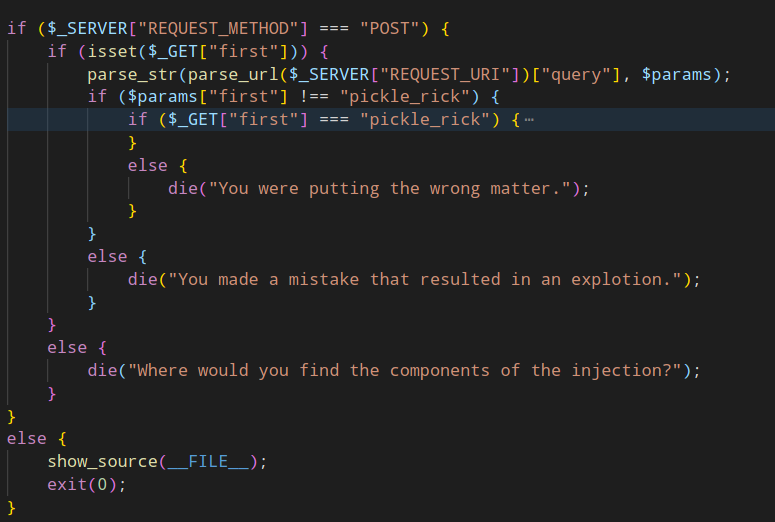 if ($_SERVER["REQUEST_METHOD"] === "POST") {
    if (isset($_GET["first"])) {
        parse_str(parse_url($_SERVER["REQUEST_URI"])["query"], $params);
        if ($params["first"] !== "pickle_rick") {
            if ($_GET["first"] === "pickle_rick") {⋯
            }
            else {
                die("You were putting the wrong matter.");
            }
        }
        else {
            die("You made a mistake that resulted in an explotion.");
        }
    }
    else {
        die("Where would you find the components of the injection?");
    }
}
else {
    show_source(__FILE__);
    exit(0);
}